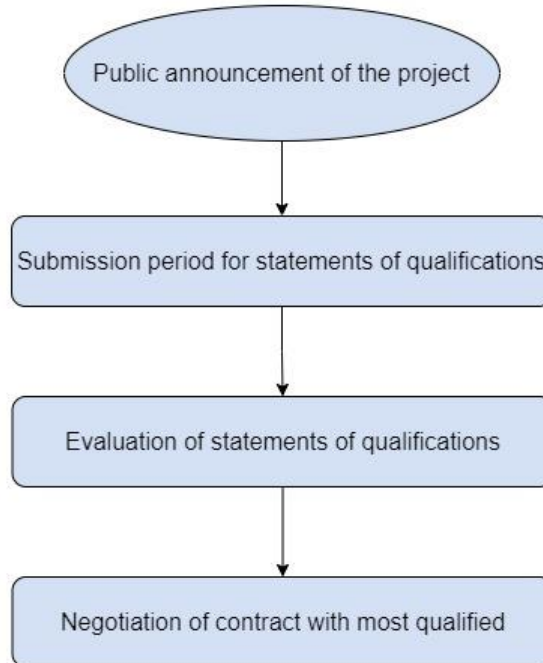 Public announcement of the project
Submission period for statements of qualifications
Evaluation of statements of qualifications
Negotiation of contract with most qualified